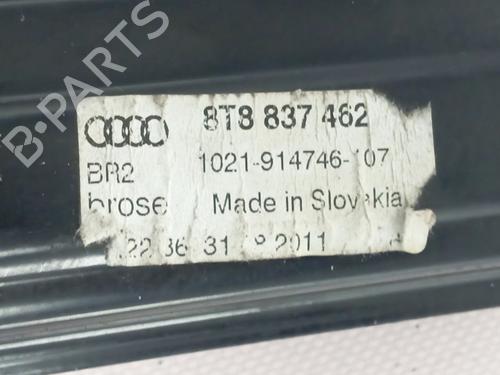 B-PARTS
8T8 837 462
BR2 1021-914746- 107
brose Made in Slovakia
2011